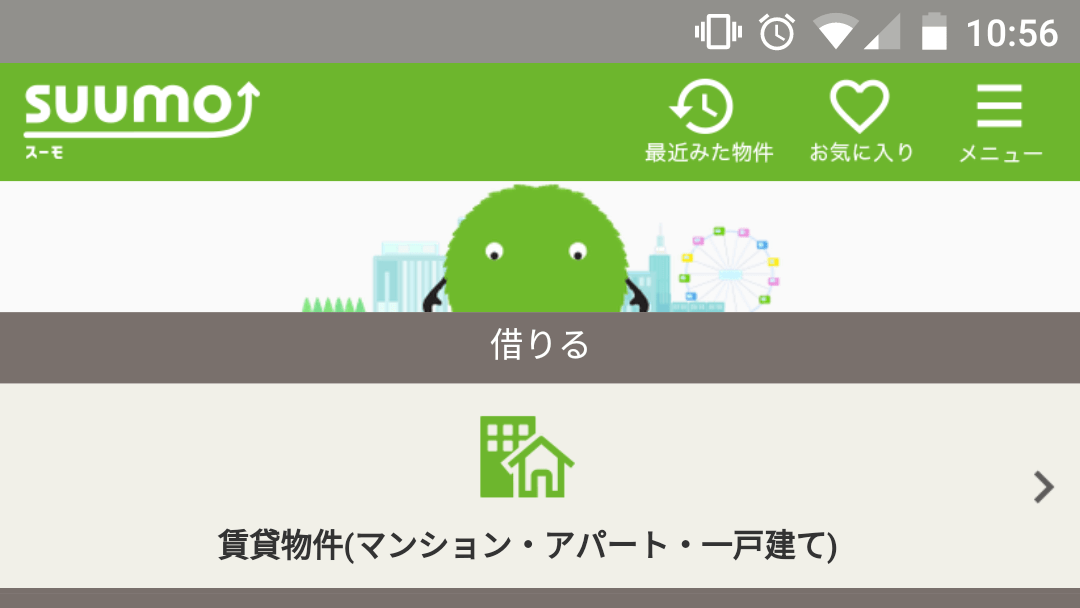 10:56
suumo
スーモ
最近みた物件 お気に入り メニュー
借りる
賃貸物件(マンション・アパート・一戸建て)